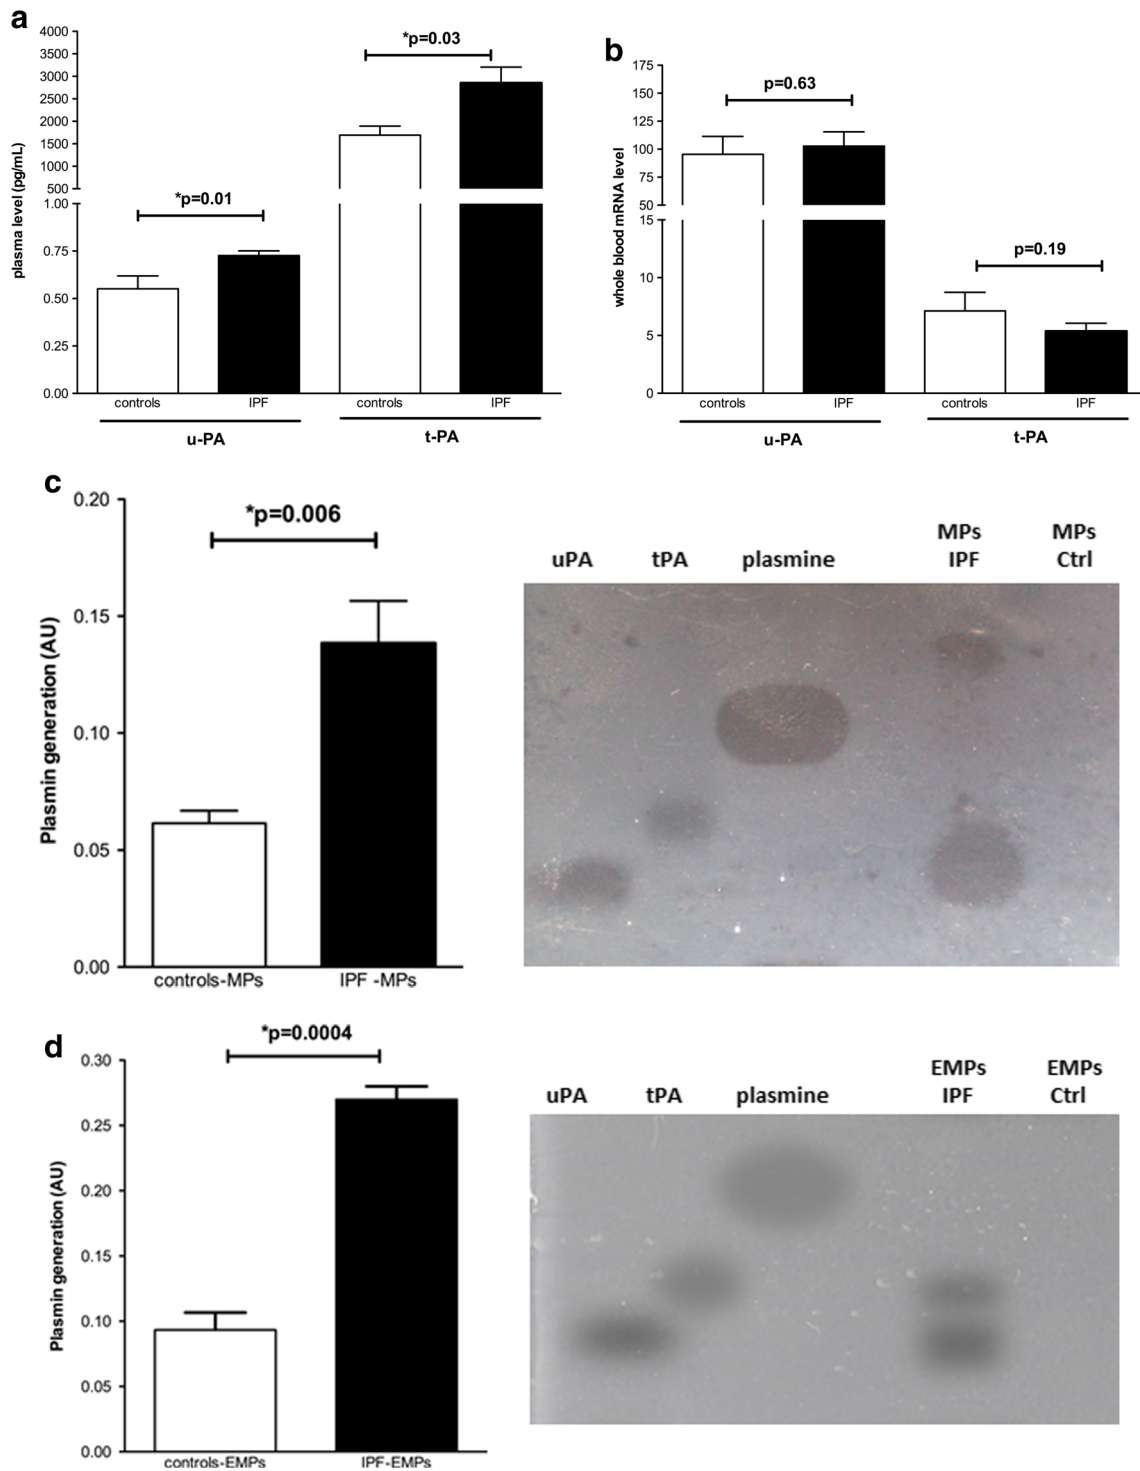 a
*p=0.03
4000
3500
3000
2500
2000
1500
1000
500
*p=0.01
1.00
0.75
0.50
0.25
0.00
plasma level (pg/mL)
controls
IPF
controls
IPF
u-PA
t-PA
b
p=0.63
175
150
125
100
75
50
15
10
5
0
p=0.19
whole blood mRNA level
controls
IPF
controls
IPF
u-PA
t-PA
c
*p=0.006
0.20
0.15
0.10
0.05
0.00
Plasmin generation (AU)
controls-MPs
IPF -MPs
uPA
tPA
plasmine
MPs
IPF
MPs
Ctrl
d
*p=0.0004
0.30
0.25
0.20
0.15
0.10
0.05
0.00
Plasmin generation (AU)
controls-EMPs
IPF-EMPs
uPA
tPA
plasmine
EMPs
IPF
EMPs
Ctrl